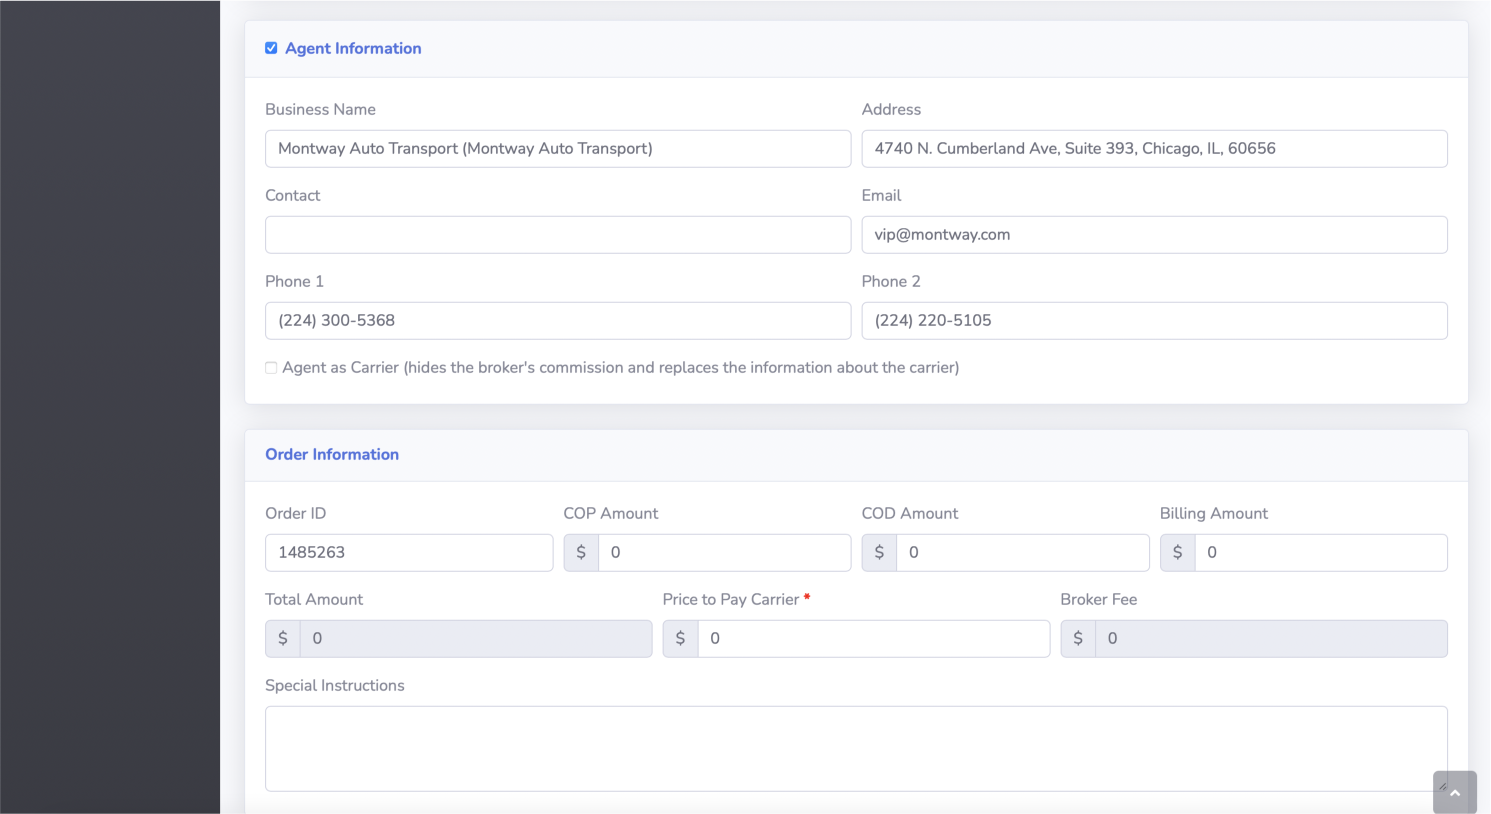 Agent Information
Business Name
Address
Montway Auto Transport (Montway Auto Transport)
4740 N. Cumberland Ave, Suite 393, Chicago, IL, 60656
Contact
Email
vip@montway.com
Phone 1
Phone 2
(224) 300-5368
(224) 220-5105
Agent as Carrier (hides the broker's commission and replaces the information about the carrier)
Order Information
Order ID
COP Amount
COD Amount
Billing Amount
1485263
$ 0
$ 0
$ 0
Total Amount
Price to Pay Carrier *
Broker Fee
$ 0
$ 0
$ 0
Special Instructions